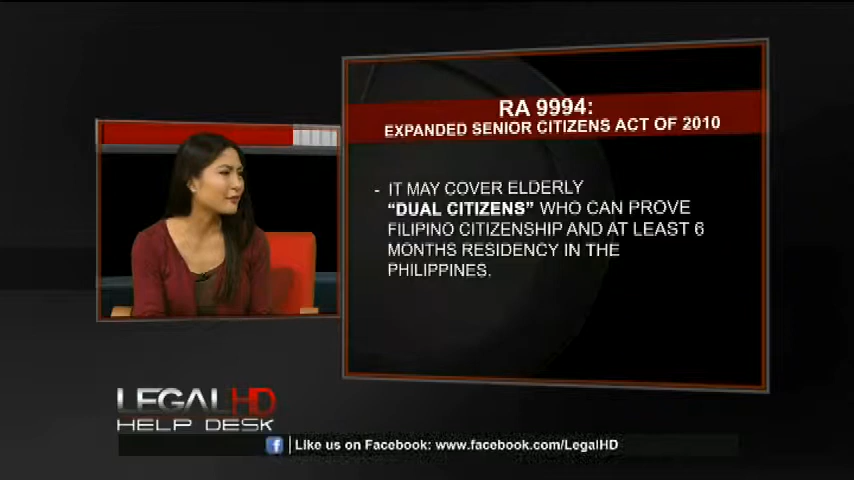 RA 9994:
EXPANDED SENIOR CITIZENS ACT OF 2010
- IT MAY COVER ELDERLY
"DUAL CITIZENS" WHO CAN PROVE
FILIPINO CITIZENSHIP AND AT LEAST 6
MONTHS RESIDENCY IN THE
PHILIPPINES.
LEGALHD
HELP DESK
f Like us on Facebook: www.facebook.com/LegalHD